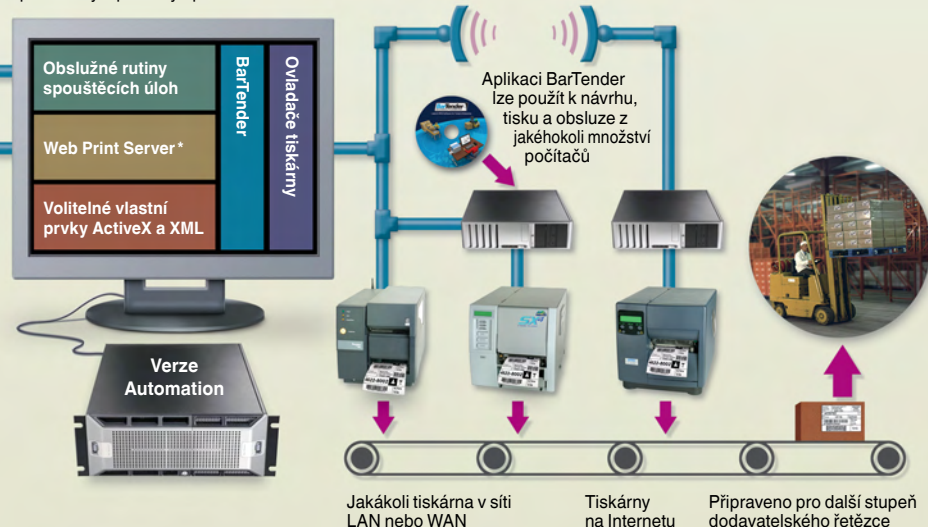 Obslužné rutiny
spouštěcích úloh
Web Print Server*
Volitelné vlastní
prvky ActiveX a XML
BarTender
Ovladače tiskárny
Aplikaci BarTender
lze použít k návrhu,
tisku a obsluze z
jakéhokoli množství
počítačů
BarTender
Verze
Automation
Jakákoli tiskárna v síti
LAN nebo WAN
Tiskárny
na Internetu
Připraveno pro další stupeň
dodavatelského řetězce